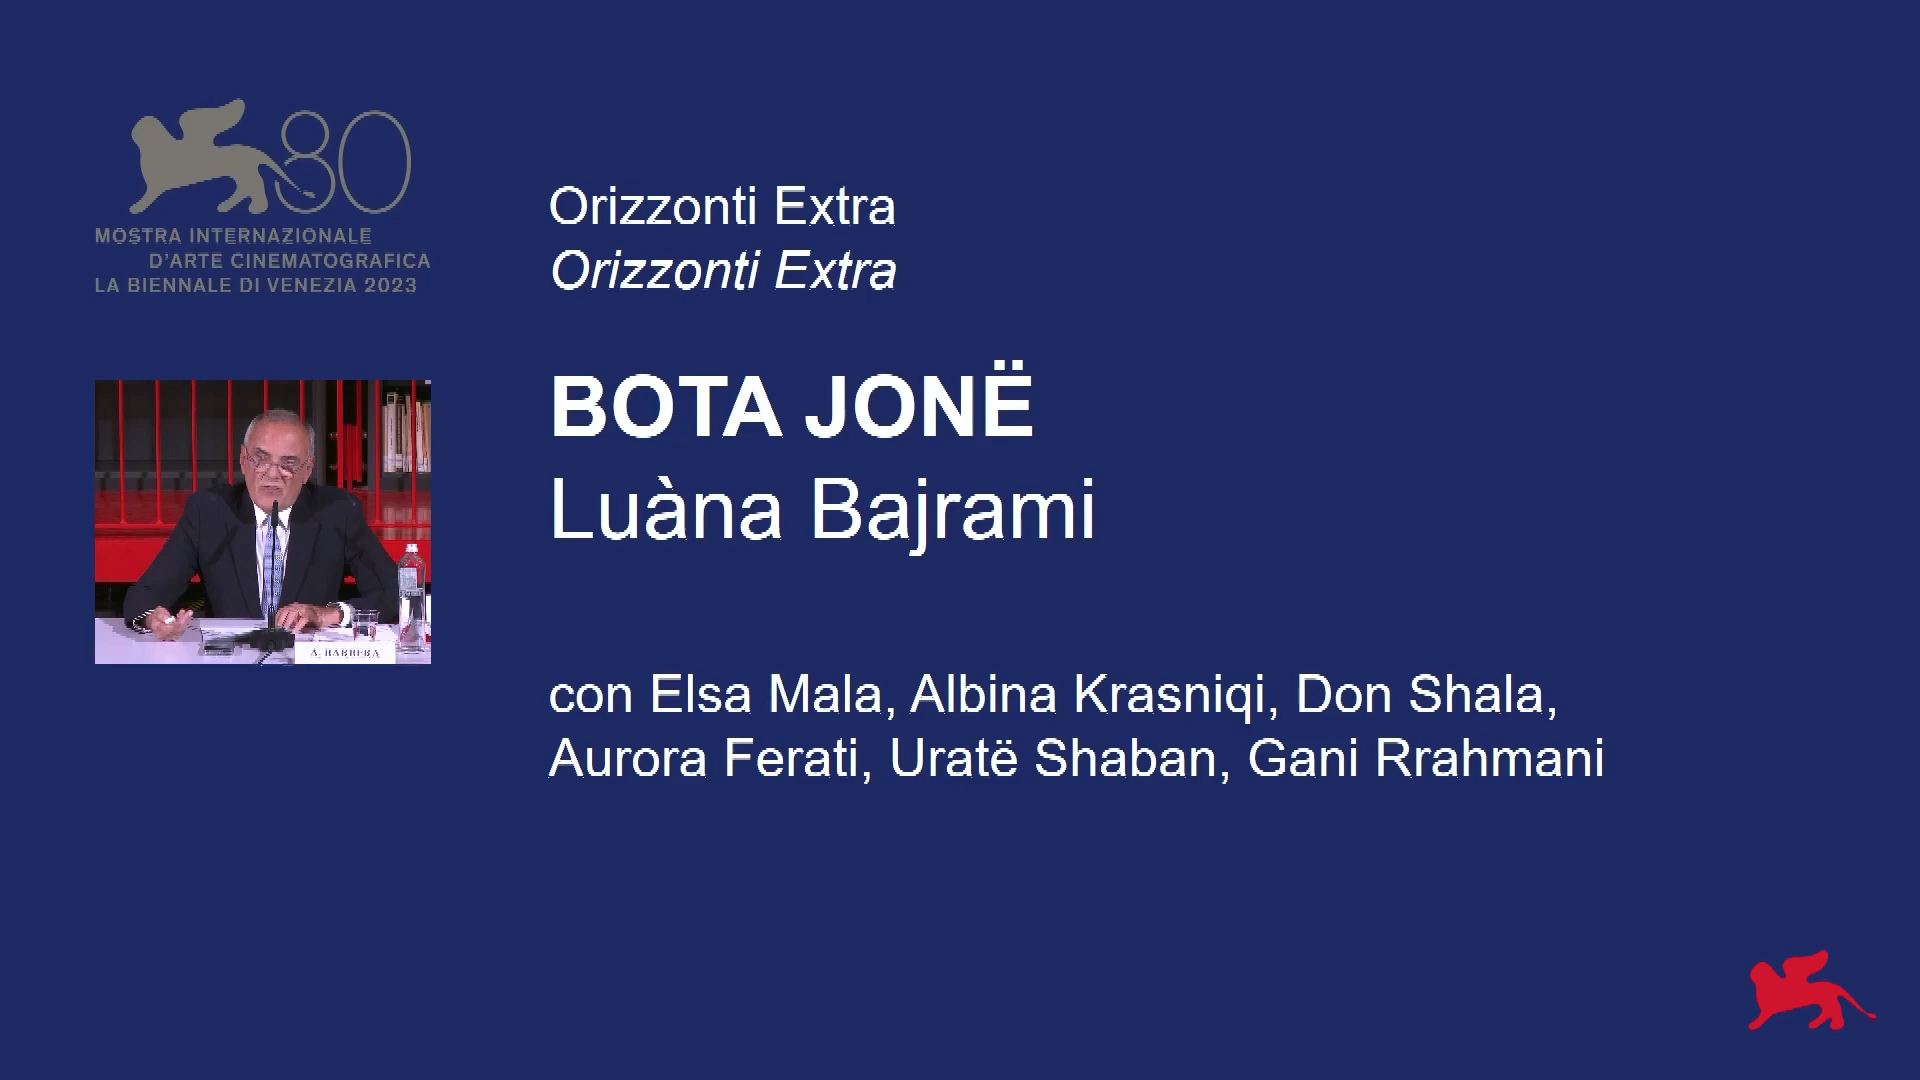 80
MOSTRA INTERNAZIONALE
D'ARTE CINEMATOGRAFICA
LA BIENNALE DI VENEZIA 2023
Orizzonti Extra
Orizzonti Extra
BOTA JONË
Luàna Bajrami
con Elsa Mala, Albina Krasniqi, Don Shala,
Aurora Ferati, Uratë Shaban, Gani Rrahmani
A. BARBERA